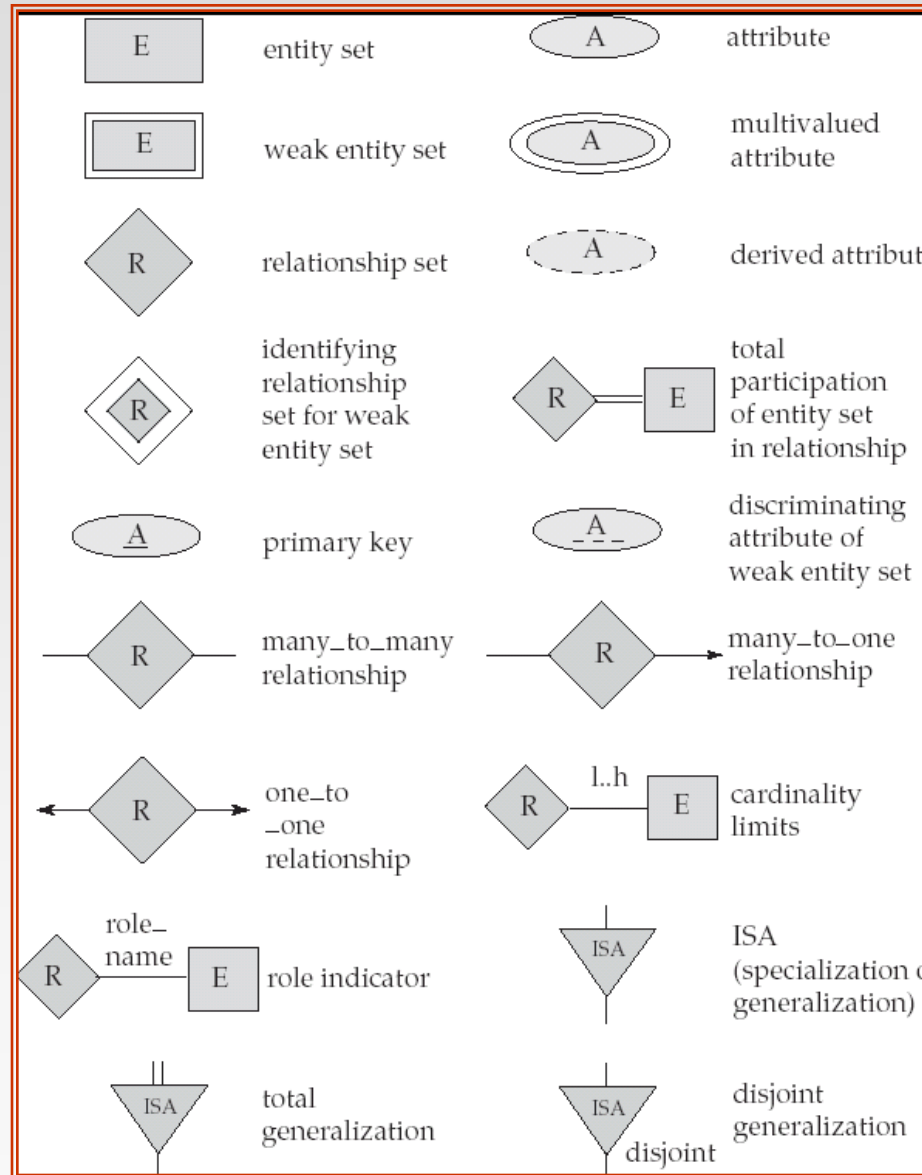 E
entity set
A
attribute
E
weak entity set
A
multivalued
attribute
R
relationship set
A
derived attribut
R
identifying
relationship
set for weak
entity set
R
E
total
participation
of entity set
in relationship
A
primary key
A
discriminating
attribute of
weak entity set
R
many_to_many
relationship
R
many_to_one
relationship
R
one_to
_one
relationship
R
l..h
E
cardinality
limits
R
role_
name
E
role indicator
ISA
ISA
(specialization o
generalization)
ISA
total
generalization
ISA
disjoint
disjoint
generalization